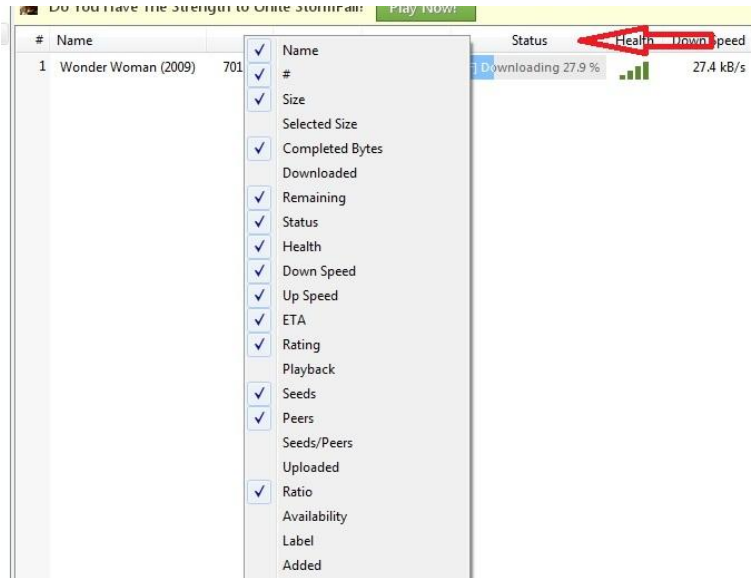 Do You Have The Strength to Unite StormFall? Play Now!
# Name Status Health Down Speed
1 Wonder Woman (2009) 701 Downloading 27.9 % 27.4 kB/s
Name
#
Size
Selected Size
Completed Bytes
Downloaded
Remaining
Status
Health
Down Speed
Up Speed
ETA
Rating
Playback
Seeds
Peers
Seeds/Peers
Uploaded
Ratio
Availability
Label
Added